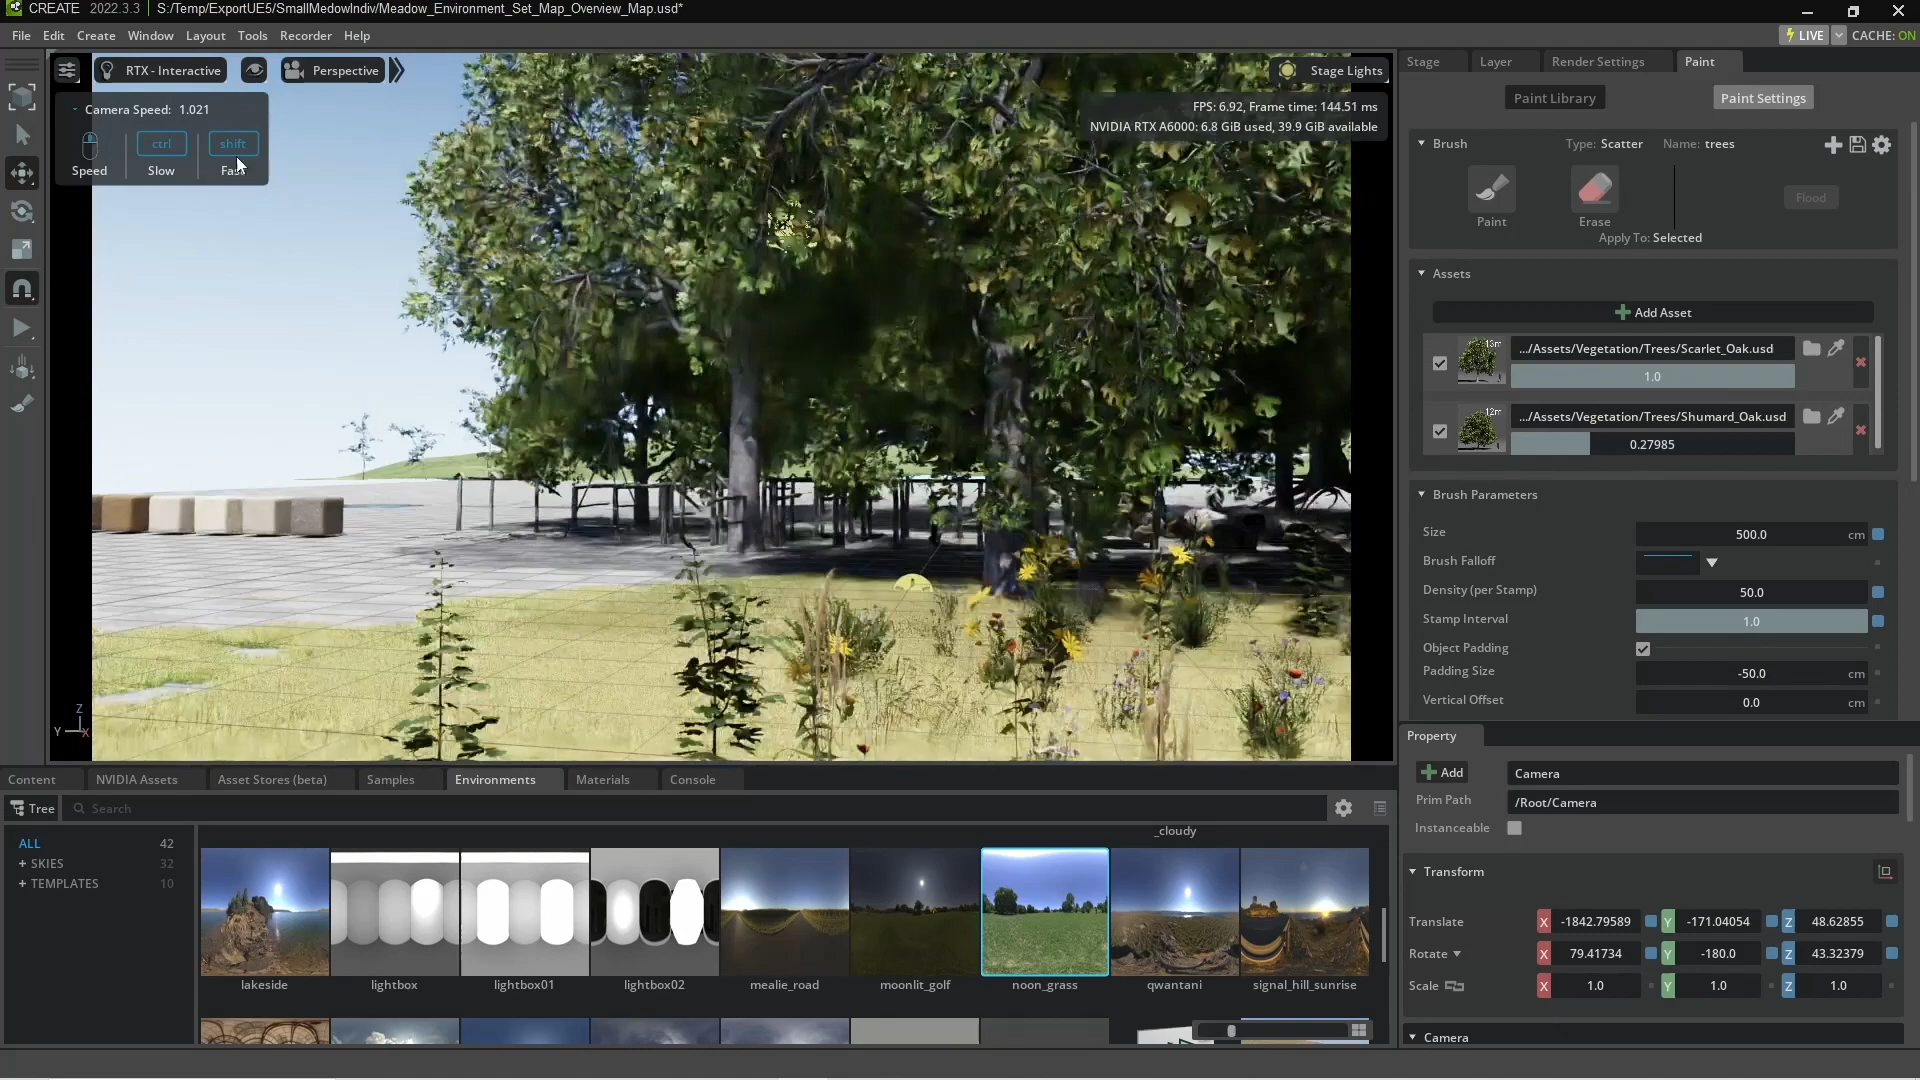 CREATE 2022.3.3 S:/Temp/ExportUE5/SmallMedowIndiv/Meadow_Environment_Set_Map_Overview_Map.usd*
File Edit Create Window Layout Tools Recorder Help
LIVE CACHE: ON
RTX - Interactive Perspective Stage Lights
Camera Speed: 1.021
ctrl shift
Speed Slow Fast
FPS: 6.92, Frame time: 144.51 ms
NVIDIA RTX A6000: 6.8 GiB used, 39.9 GiB available
Z
Y X
Stage Layer Render Settings Paint
Paint Library Paint Settings
Brush Type: Scatter Name: trees
Paint Erase Flood
Apply To: Selected
Assets
Add Asset
13m .../Assets/Vegetation/Trees/Scarlet_Oak.usd
1.0
12m .../Assets/Vegetation/Trees/Shumard_Oak.usd
0.27985
Brush Parameters
Size 500.0 cm
Brush Falloff
Density (per Stamp) 50.0
Stamp Interval 1.0
Object Padding
Padding Size -50.0 cm
Vertical Offset 0.0 cm
Property
Add Camera
Prim Path /Root/Camera
Instanceable
Transform
Translate X -1842.79589 Y -171.04054 Z 48.62855
Rotate X 79.41734 Y -180.0 Z 43.32379
Scale X 1.0 Y 1.0 Z 1.0
Camera
Content NVIDIA Assets Asset Stores (beta) Samples Environments Materials Console
Tree Search
ALL 42
+ SKIES 32
+ TEMPLATES 10
_cloudy
lakeside lightbox lightbox01 lightbox02 mealie_road moonlit_golf noon_grass qwantani signal_hill_sunrise